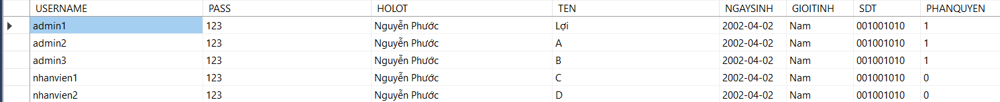 USERNAME PASS HOLOT TEN NGAYSINH GIOITINH SDT PHANQUYEN
admin1 123 Nguyễn Phước Lợi 2002-04-02 Nam 001001010 1
admin2 123 Nguyễn Phước A 2002-04-02 Nam 001001010 1
admin3 123 Nguyễn Phước B 2002-04-02 Nam 001001010 1
nhanvien1 123 Nguyễn Phước C 2002-04-02 Nam 001001010 0
nhanvien2 123 Nguyễn Phước D 2002-04-02 Nam 001001010 0